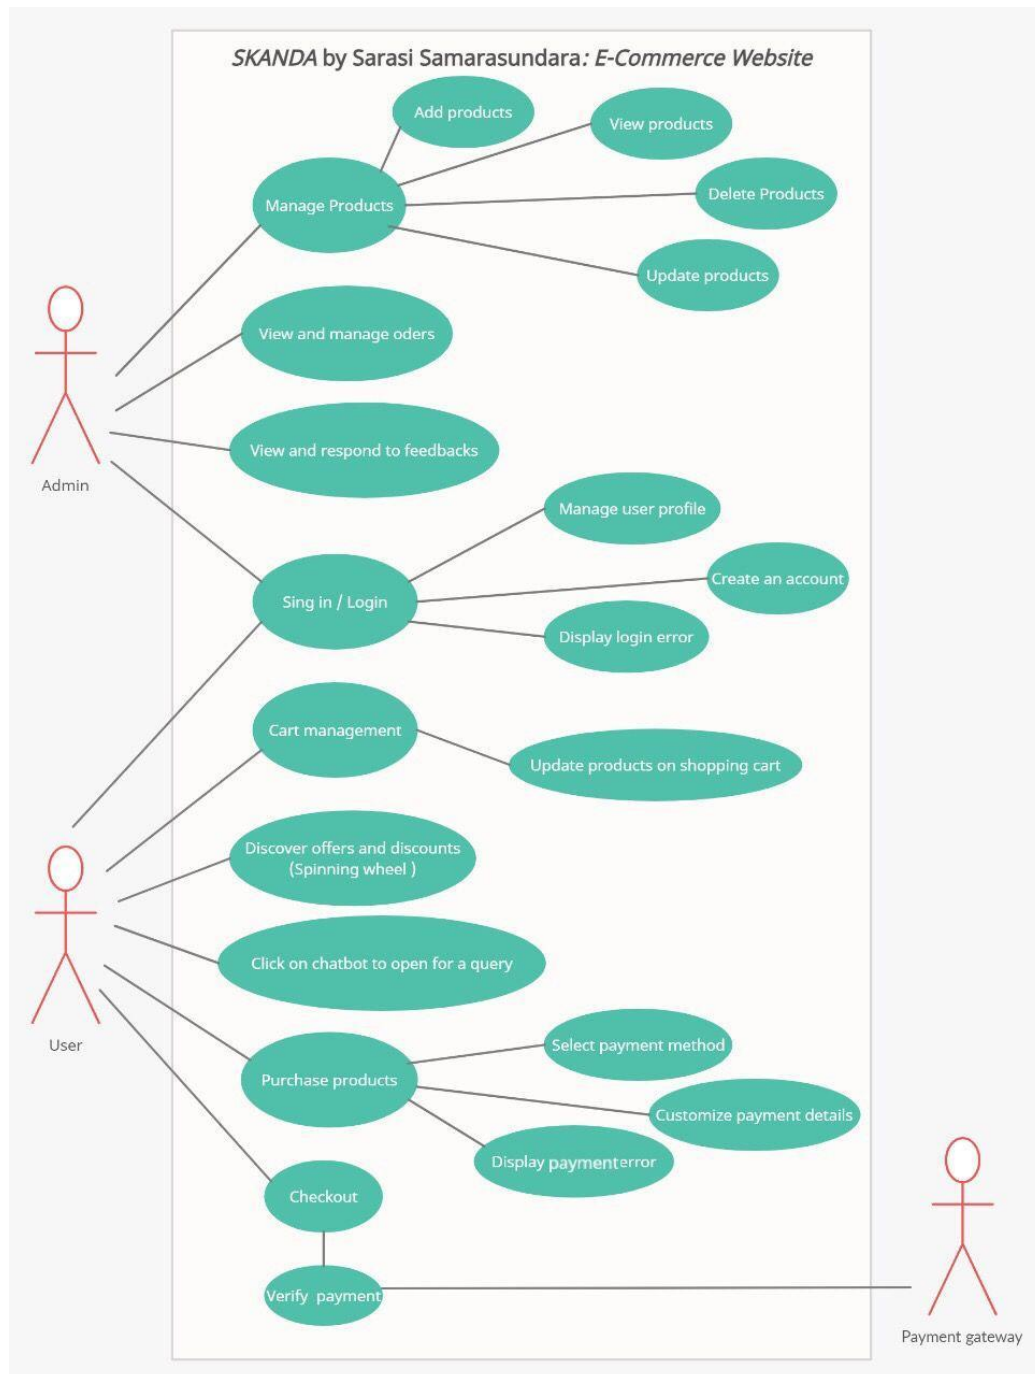 SKANDA by Sarasi Samarasundara: E-Commerce Website
Add products
View products
Manage Products
Delete Products
Update products
View and manage oders
View and respond to feedbacks
Admin
Manage user profile
Create an account
Sing in / Login
Display login error
Cart management
Update products on shopping cart
Discover offers and discounts
(Spinning wheel )
Click on chatbot to open for a query
User
Select payment method
Purchase products
Customize payment details
Display payment error
Checkout
Verify payment
Payment gateway